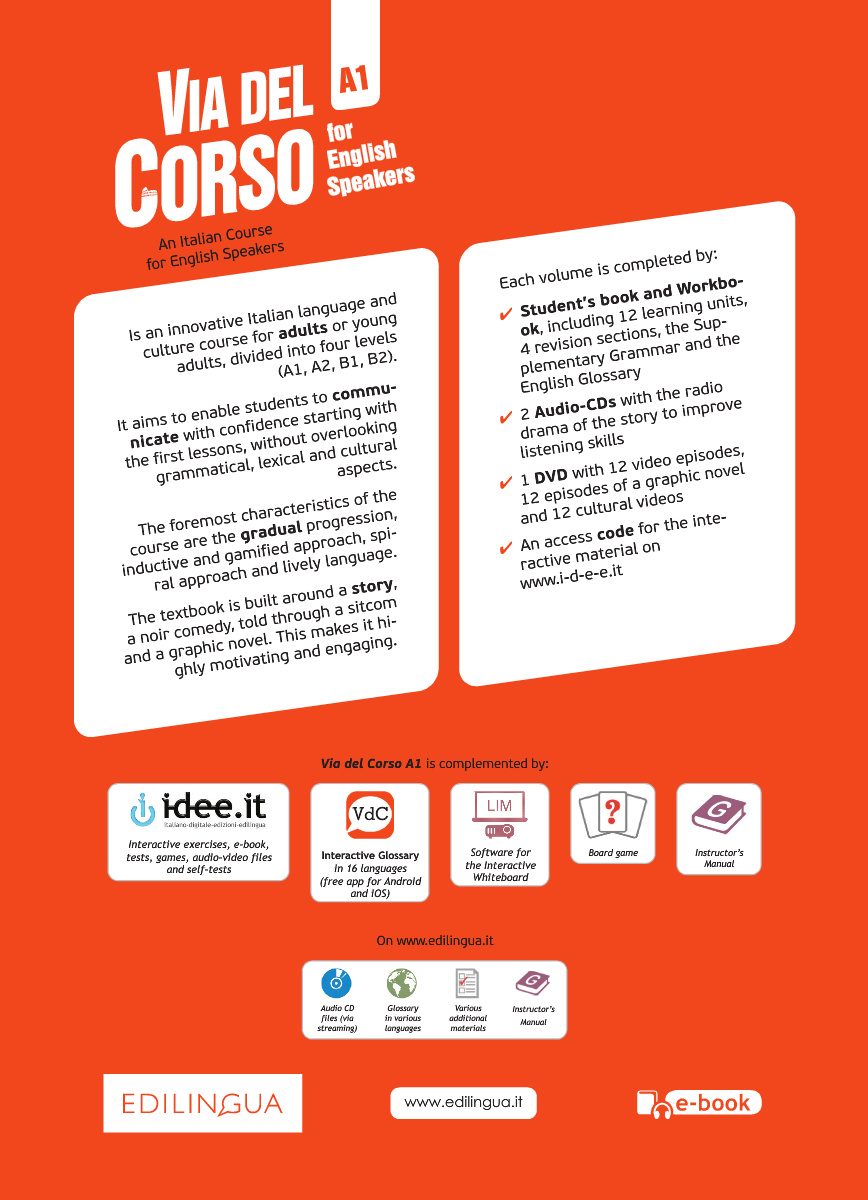 A1
VIA DEL
CORSO
for
English
Speakers
An Italian Course
for English Speakers
Is an innovative Italian language and
culture course for adults or young
adults, divided into four levels
(A1, A2, B1, B2).
It aims to enable students to commu-
nicate with confidence starting with
the first lessons, without overlooking
grammatical, lexical and cultural
aspects.
The foremost characteristics of the
course are the gradual progression,
inductive and gamified approach, spi-
ral approach and lively language.
The textbook is built around a story,
a noir comedy, told through a sitcom
and a graphic novel. This makes it hi-
ghly motivating and engaging.
Each volume is completed by:
✔ Student's book and Workbo-
ok, including 12 learning units,
4 revision sections, the Sup-
plementary Grammar and the
English Glossary
✔ 2 Audio-CDs with the radio
drama of the story to improve
listening skills
✔ 1 DVD with 12 video episodes,
12 episodes of a graphic novel
and 12 cultural videos
✔ An access code for the inte-
ractive material on
www.i-d-e-e.it
Via del Corso A1 is complemented by:
idee.it
italiano-digitale-edizioni-edilingua
Interactive exercises, e-book,
tests, games, audio-video files
and self-tests
VdC
Interactive Glossary
in 16 languages
(free app for Android
and iOS)
LIM
Software for
the Interactive
Whiteboard
?
Board game
G
Instructor's
Manual
On www.edilingua.it
Audio CD
files (via
streaming)
Glossary
in various
languages
Various
additional
materials
G
Instructor's
Manual
EDILINGUA
www.edilingua.it
e-book